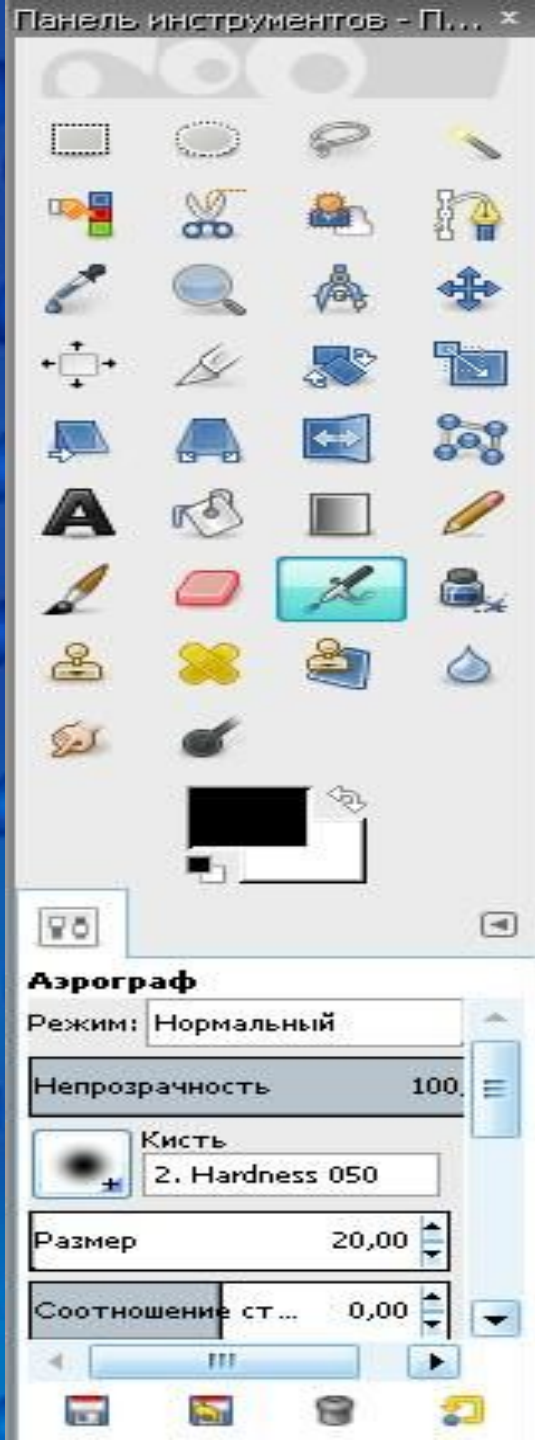 Панель инструментов - П...
Аэрограф
Режим: Нормальный
Непрозрачность 100,
Кисть
2. Hardness 050
Размер 20,00
Соотношение ст... 0,00